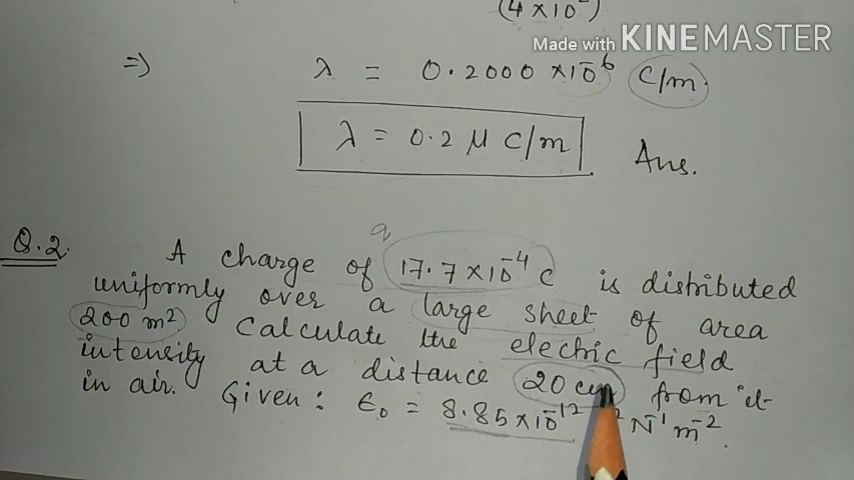 (4×10
Made with KINEMASTER
⇒ λ = 0.2000 ×10⁻⁶ C/m.
λ = 0.2 μ C/m Ans.
q
Q.2. A charge of 17.7×10⁻⁴ C is distributed
uniformly over a large sheet of area
200 m². Calculate the electric field
intensity at a distance 20 cm from it
in air. Given: ϵ₀ = 8.85×10⁻¹² ² N⁻¹ m⁻².